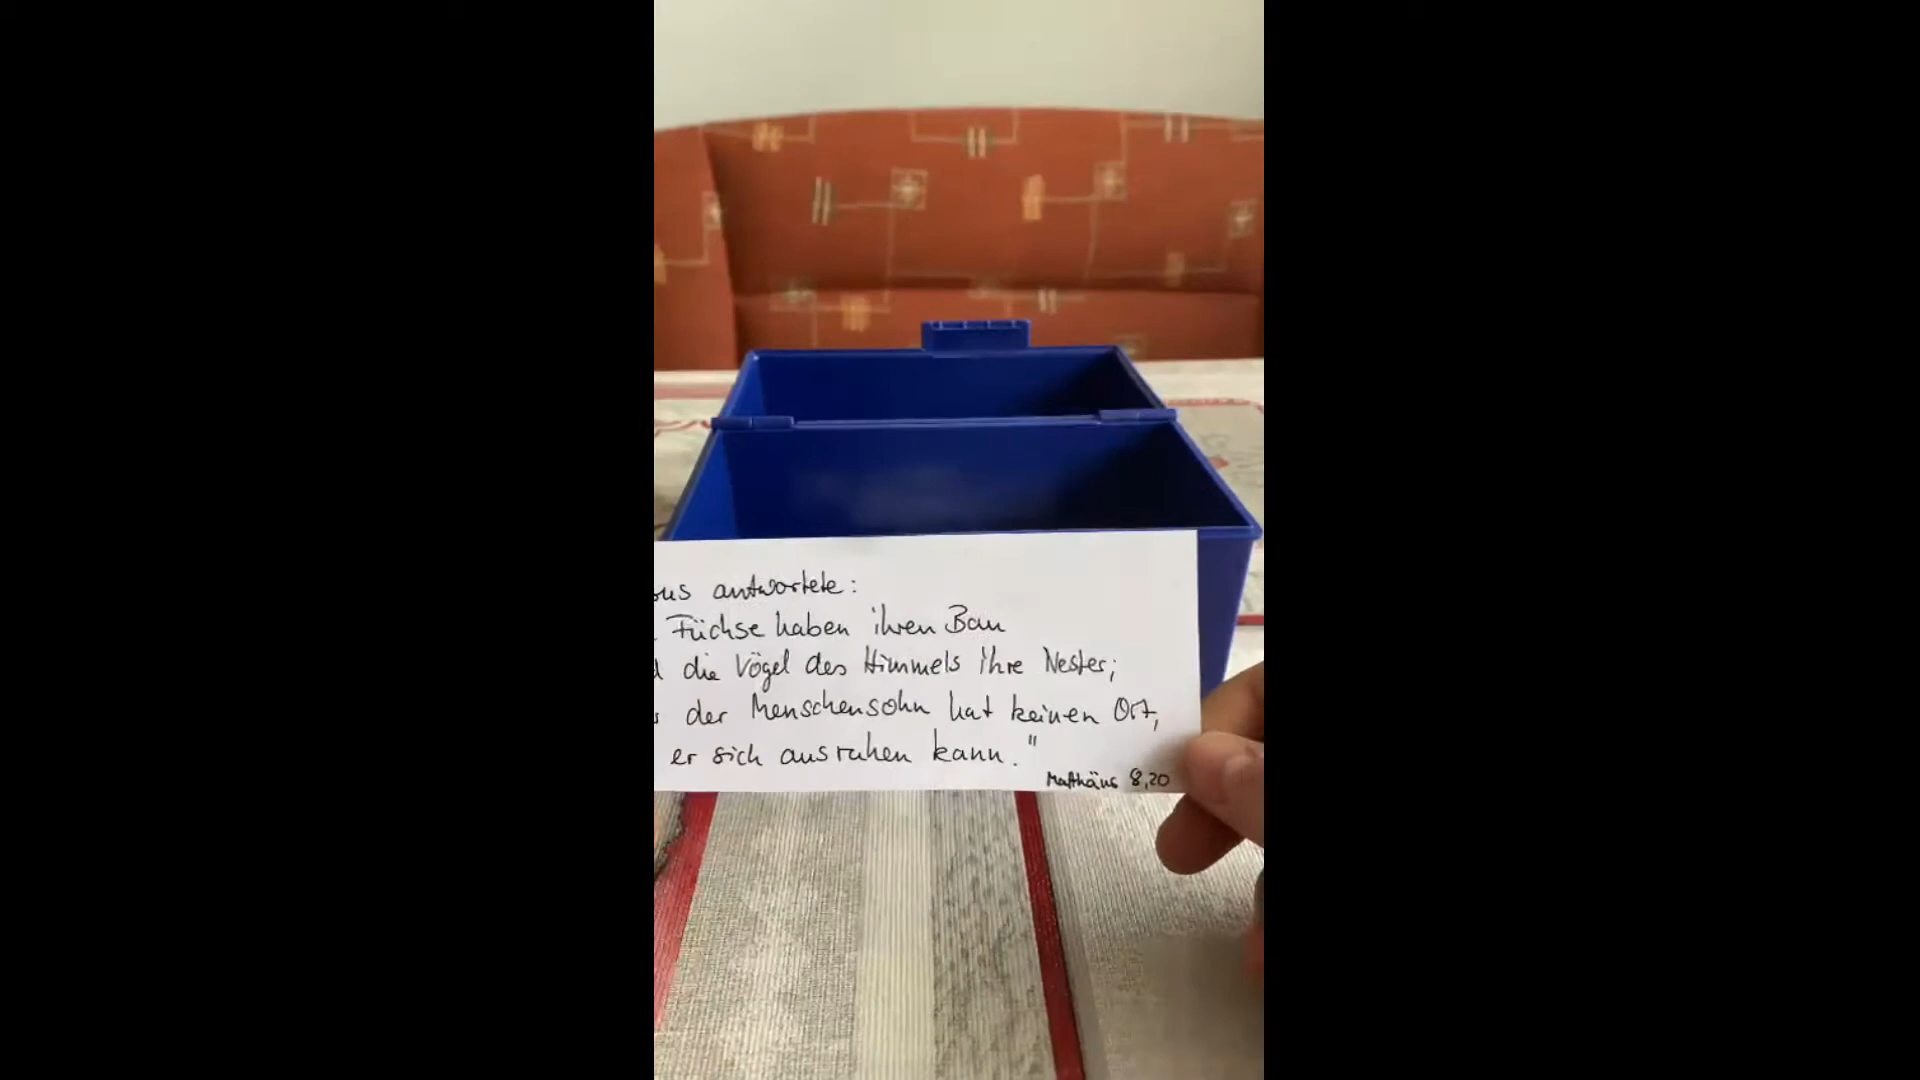 sus antwortete:
Füchse haben ihren Bau
d die Vögel des Himmels ihre Nester;
s der Menschensohn hat keinen Ort,
er sich ausruhen kann."
Matthäus 8,20